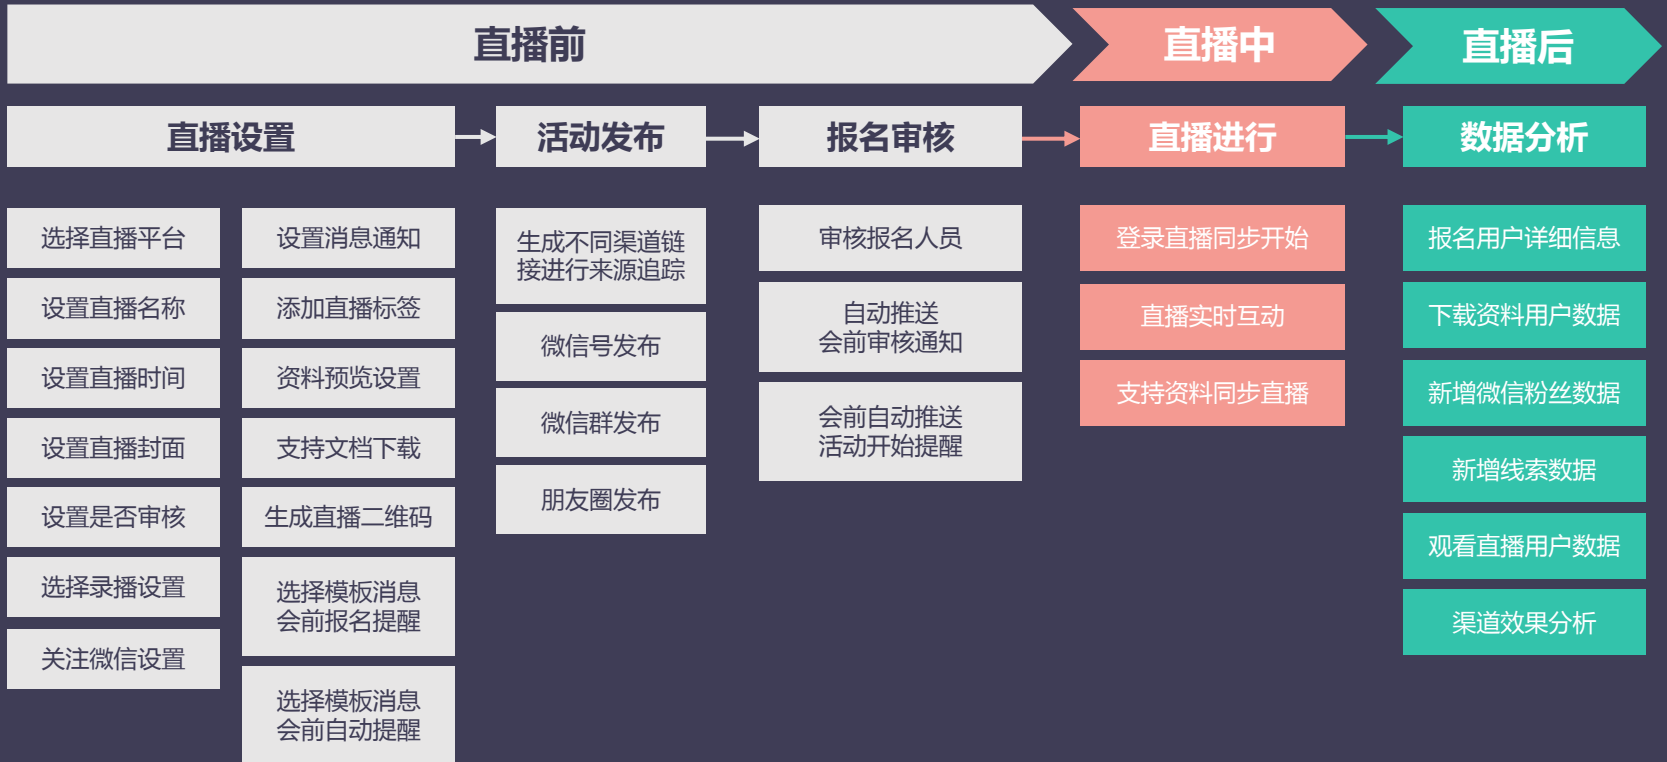 直播前
直播中
直播后
直播设置
活动发布
报名审核
直播进行
数据分析
选择直播平台
设置直播名称
设置直播时间
设置直播封面
设置是否审核
选择录播设置
关注微信设置
设置消息通知
添加直播标签
资料预览设置
支持文档下载
生成直播二维码
选择模板消息
会前报名提醒
选择模板消息
会前自动提醒
生成不同渠道链
接进行来源追踪
微信号发布
微信群发布
朋友圈发布
审核报名人员
自动推送
会前审核通知
会前自动推送
活动开始提醒
登录直播同步开始
直播实时互动
支持资料同步直播
报名用户详细信息
下载资料用户数据
新增微信粉丝数据
新增线索数据
观看直播用户数据
渠道效果分析